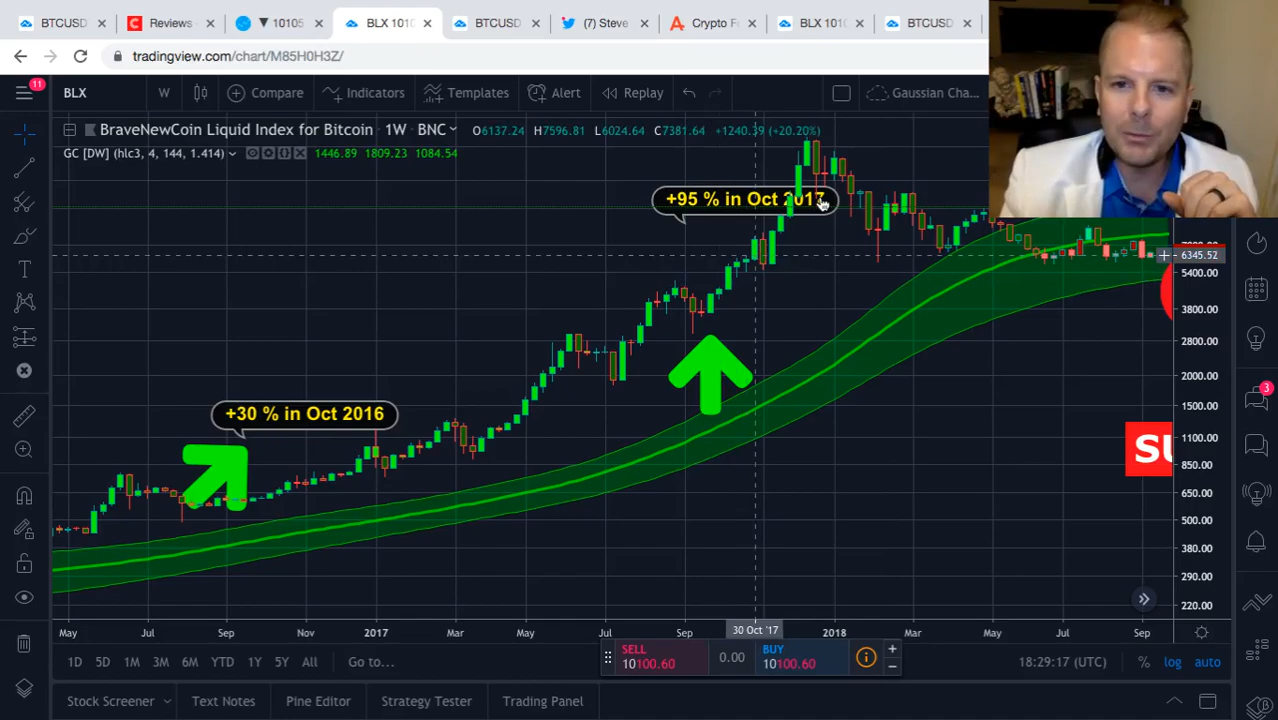 BTCUSD
Reviews
▼ 10105
BLX 1010
BTCUSD
(7) Steve
Crypto F
BLX 1010
BTCUSD
tradingview.com/chart/M85H0H3Z/
11
BLX
W
Compare
Indicators
Templates
Alert
Replay
Gaussian Cha...
BraveNewCoin Liquid Index for Bitcoin 1W BNC O6137.24 H7596.81 L6024.64 C7381.64 +1240.39 (+20.20%)
GC [DW] (hlc3, 4, 144, 1.414) 1446.89 1809.23 1084.54
+95 % in Oct 2017
+30 % in Oct 2016
6345.52
5400.00
3800.00
2800.00
2000.00
1500.00
1100.00
850.00
650.00
500.00
380.00
290.00
220.00
SU
3
May Jul Sep Nov 2017 Mar May Jul Sep 30 Oct '17 2018 Mar May Jul Sep
1D 5D 1M 3M 6M YTD 1Y 5Y All Go to...
SELL
10100.60
0.00
BUY
10100.60
18:29:17 (UTC) % log auto
Stock Screener Text Notes Pine Editor Strategy Tester Trading Panel